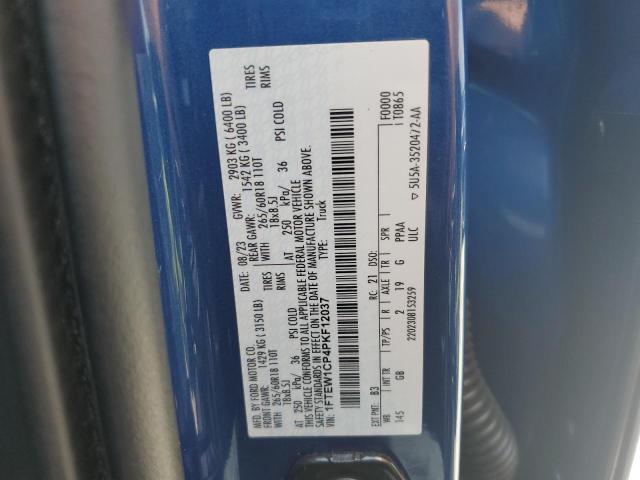 MFD. BY FORD MOTOR CO. 08/23 GVWR: 2903 KG ( 6400 LB)
FRONT GAWR: 1429 KG ( 3150 LB) REAR GAWR: 1542 KG ( 3400 LB)
WITH 265/60R18 110T TIRES WITH 265/60R18 110T TIRES
18x8.5J RIMS 18x8.5J RIMS
AT 250 kPa/ 36 PSI COLD AT 250 kPa/ 36 PSI COLD
THIS VEHICLE CONFORMS TO ALL APPLICABLE FEDERAL MOTOR VEHICLE
SAFETY STANDARDS IN EFFECT ON THE DATE OF MANUFACTURE SHOWN ABOVE.
VIN: 1FTEW1CP4PKF12037 TYPE: Truck
F0000
1T0865
EXT PNT: B3 RC: 21 DSO:
WB INT TR TP/PS R AXLE TR SPR
145 GB 2 19 G PPAA
2202308153259 ULC
▽ 5U5A-3520472-AA